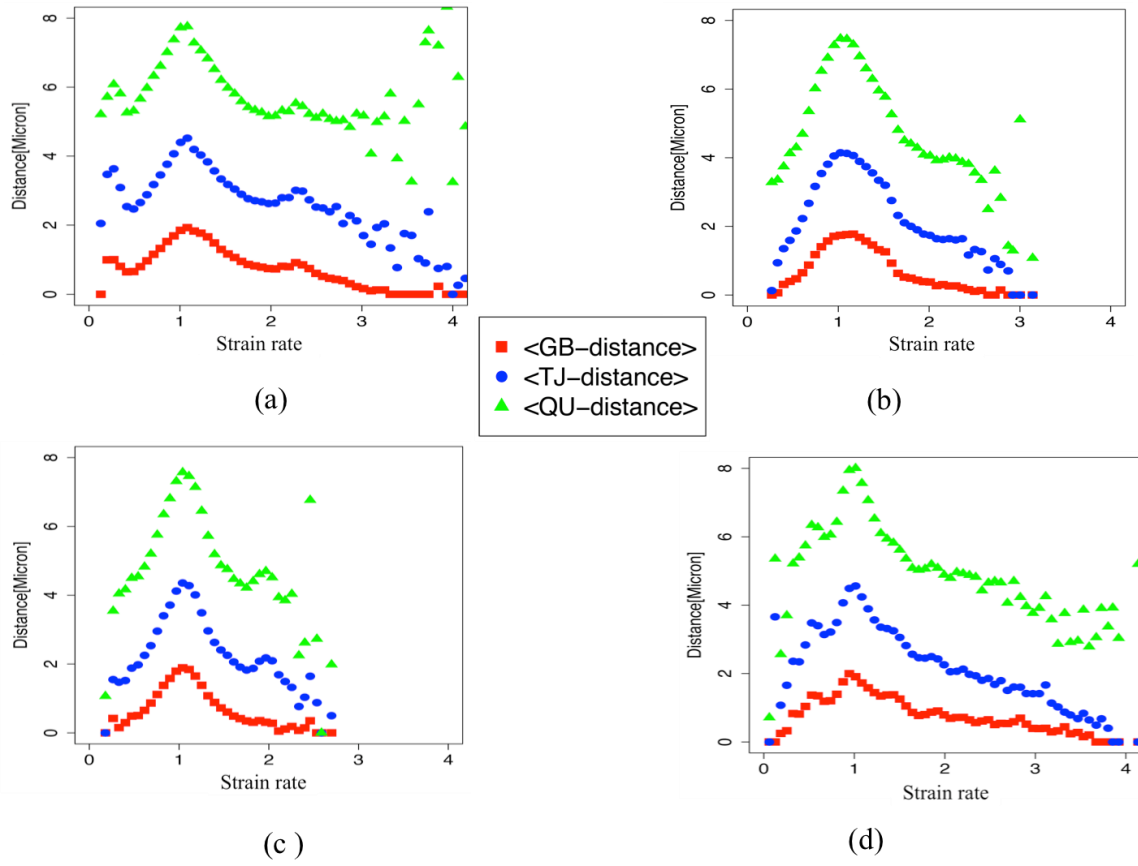 8
6
4
2
0
Distance[Micron]
0 1 2 3 4
Strain rate
(a)
8
6
4
2
0
Distance[Micron]
0 1 2 3 4
Strain rate
(b)
<GB-distance>
<TJ-distance>
<QU-distance>
8
6
4
2
0
Distance[Micron]
0 1 2 3 4
Strain rate
(c )
8
6
4
2
0
Distance[Micron]
0 1 2 3 4
Strain rate
(d)